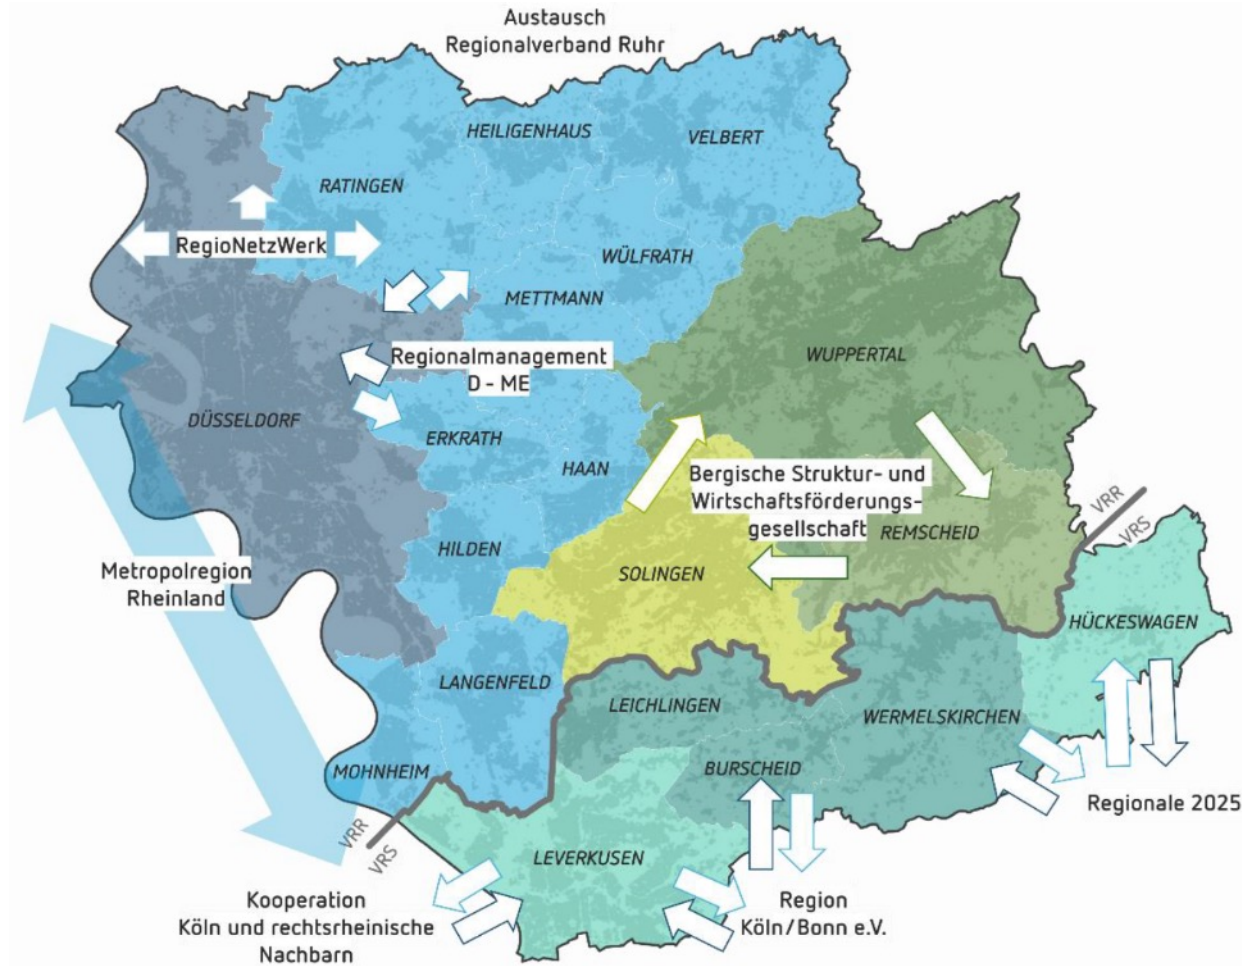 Austausch
Regionalverband Ruhr
HEILIGENHAUS
VELBERT
RATINGEN
RegioNetzWerk
WÜLFRATH
METTMANN
WUPPERTAL
Regionalmanagement
D - ME
DÜSSELDORF
ERKRATH
HAAN
Bergische Struktur- und
Wirtschaftsförderungs-
gesellschaft
REMSCHEID
VRR
VRS
HILDEN
SOLINGEN
Metropolregion
Rheinland
HÜCKESWAGEN
LANGENFELD
LEICHLINGEN
WERMELSKIRCHEN
MOHNHEIM
BURSCHEID
Regionale 2025
VRR
VRS
LEVERKUSEN
Kooperation
Köln und rechtsrheinische
Nachbarn
Region
Köln/Bonn e.V.